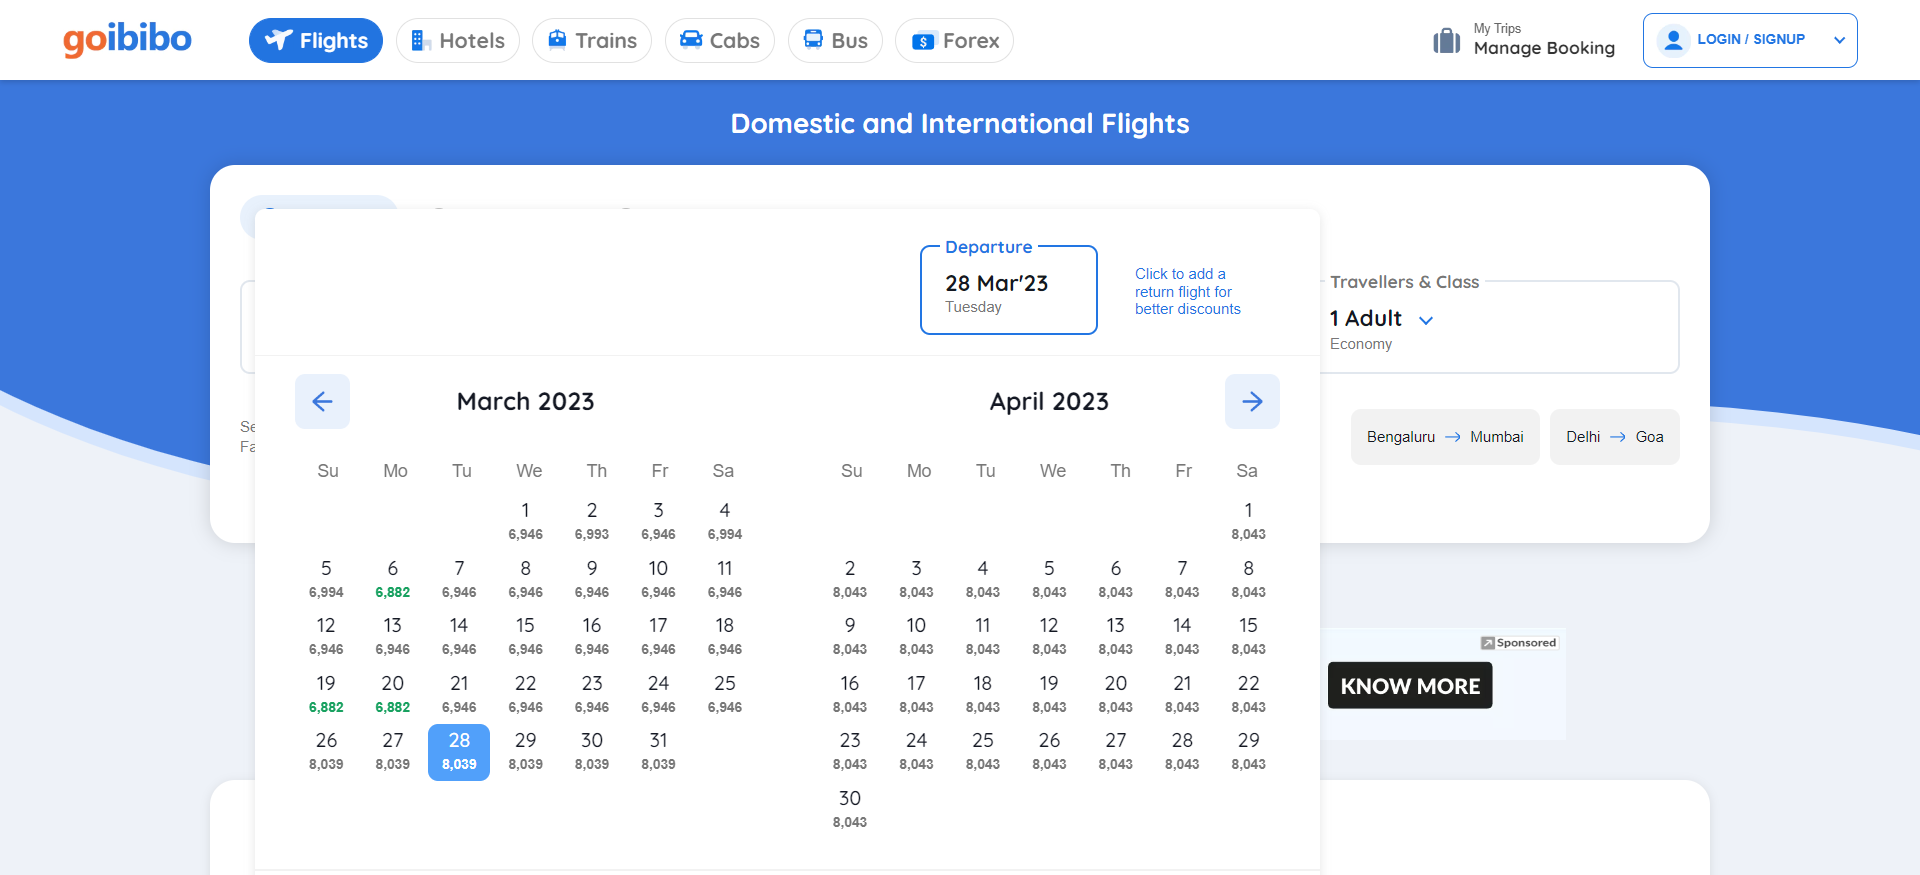 goibibo
Flights
Hotels
Trains
Cabs
Bus
Forex
My Trips
Manage Booking
LOGIN / SIGNUP
Domestic and International Flights
Departure
28 Mar'23
Tuesday
Click to add a
return flight for
better discounts
Travellers & Class
1 Adult
Economy
Se
Fa
Bengaluru → Mumbai
Delhi → Goa
March 2023
Su Mo Tu We Th Fr Sa
1 2 3 4
6,946 6,993 6,946 6,994
5 6 7 8 9 10 11
6,994 6,882 6,946 6,946 6,946 6,946 6,946
12 13 14 15 16 17 18
6,946 6,946 6,946 6,946 6,946 6,946 6,946
19 20 21 22 23 24 25
6,882 6,882 6,946 6,946 6,946 6,946 6,946
26 27 28 29 30 31
8,039 8,039 8,039 8,039 8,039 8,039
April 2023
Su Mo Tu We Th Fr Sa
1
8,043
2 3 4 5 6 7 8
8,043 8,043 8,043 8,043 8,043 8,043 8,043
9 10 11 12 13 14 15
8,043 8,043 8,043 8,043 8,043 8,043 8,043
16 17 18 19 20 21 22
8,043 8,043 8,043 8,043 8,043 8,043 8,043
23 24 25 26 27 28 29
8,043 8,043 8,043 8,043 8,043 8,043 8,043
30
8,043
Sponsored
KNOW MORE